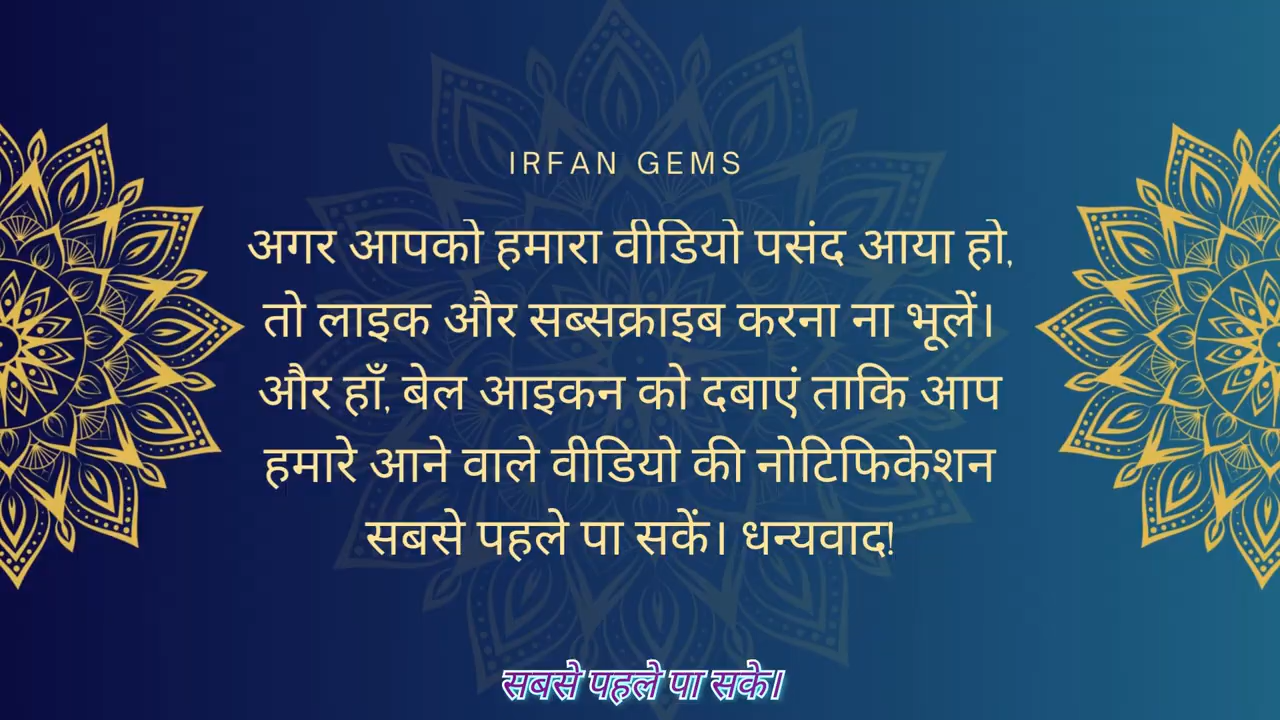 IRFAN GEMS
अगर आपको हमारा वीडियो पसंद आया हो,
तो लाइक और सब्सक्राइब करना ना भूलें।
और हाँ, बेल आइकन को दबाएं ताकि आप
हमारे आने वाले वीडियो की नोटिफिकेशन
सबसे पहले पा सकें। धन्यवाद!
सबसे पहले पा सके।